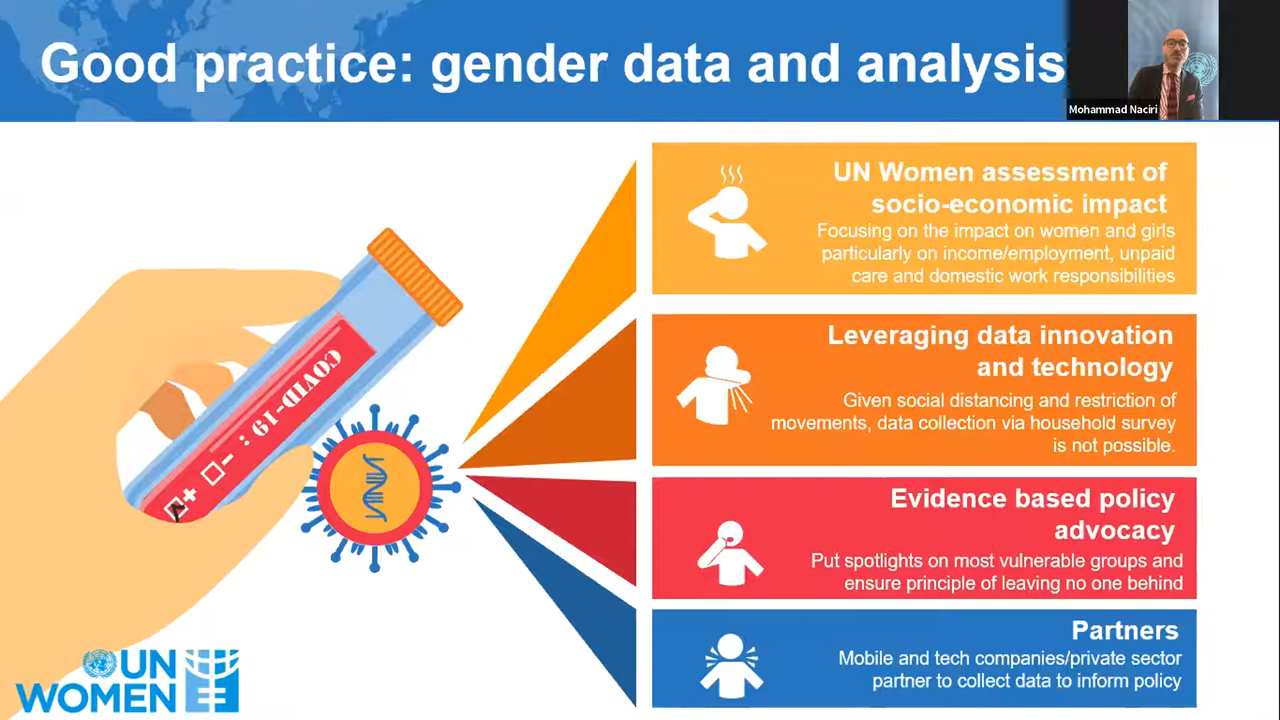 Good practice: gender data and analysis
Mohammad Naciri
UN Women assessment of
socio-economic impact
Focusing on the impact on women and girls
particularly on income/employment, unpaid
care and domestic work responsibilities
Leveraging data innovation
and technology
Given social distancing and restriction of
movements, data collection via household survey
is not possible.
COVID-19 :
- +
Evidence based policy
advocacy
Put spotlights on most vulnerable groups and
ensure principle of leaving no one behind
Partners
Mobile and tech companies/private sector
partner to collect data to inform policy
UN
WOMEN